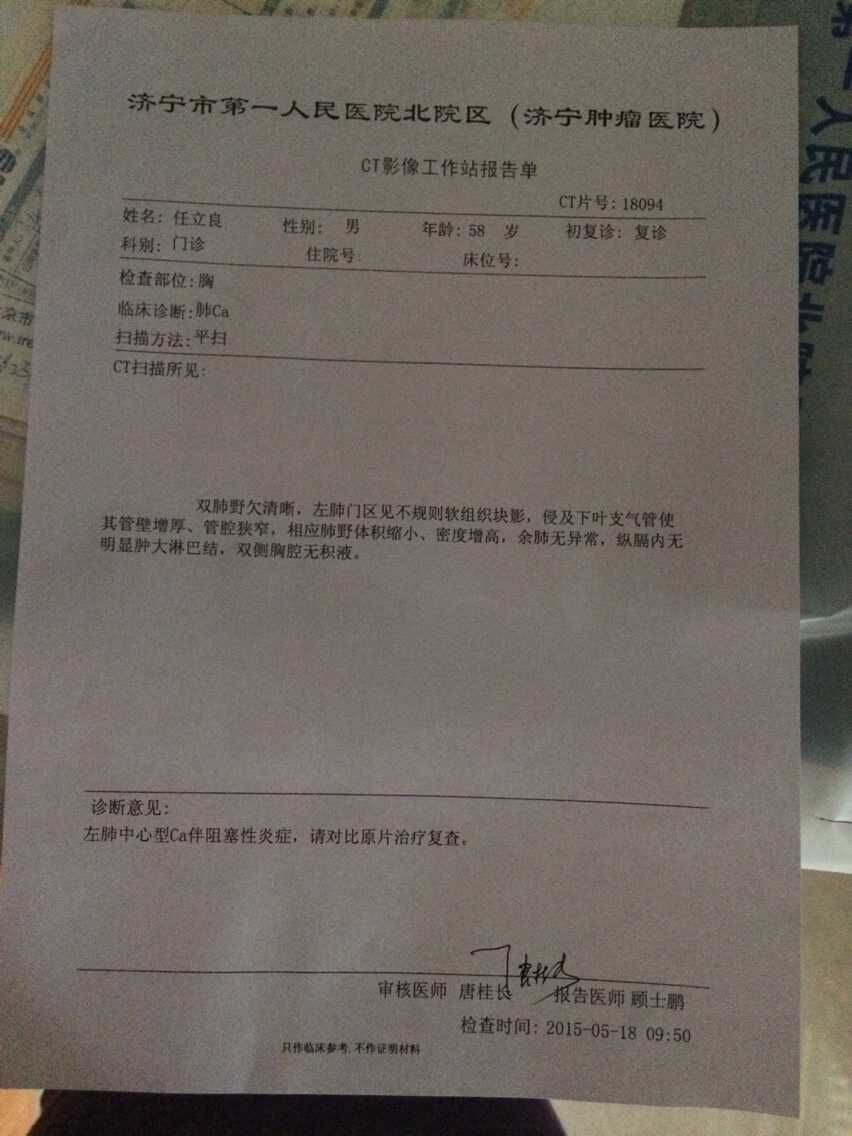 济宁市第一人民医院北院区（济宁肿瘤医院）
CT影像工作站报告单
CT片号: 18094
姓名: 任立良 性别: 男 年龄: 58 岁 初复诊: 复诊
科别: 门诊 住院号: 床位号:
检查部位: 胸
临床诊断: 肺Ca
扫描方法: 平扫
CT扫描所见:
双肺野欠清晰，左肺门区见不规则软组织块影，侵及下叶支气管使
其管壁增厚、管腔狭窄，相应肺野体积缩小、密度增高，余肺无异常，纵膈内无
明显肿大淋巴结，双侧胸腔无积液。
诊断意见:
左肺中心型Ca伴阻塞性炎症，请对比原片治疗复查。
审核医师 唐桂长 报告医师 顾士鹏
检查时间: 2015-05-18 09:50
只作临床参考,不作证明材料
第一人民医院北院